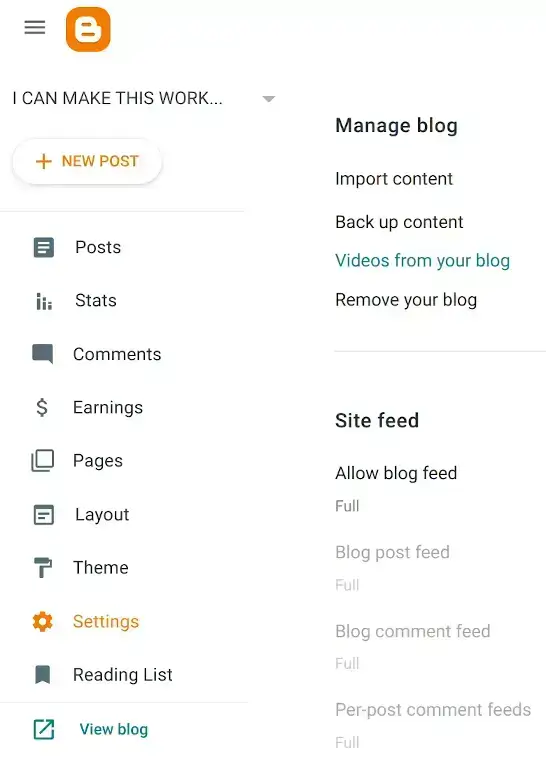 I CAN MAKE THIS WORK...
NEW POST
Posts
Stats
Comments
Earnings
Pages
Layout
Theme
Settings
Reading List
View blog
Manage blog
Import content
Back up content
Videos from your blog
Remove your blog
Site feed
Allow blog feed
Full
Blog post feed
Full
Blog comment feed
Full
Per-post comment feeds
Full